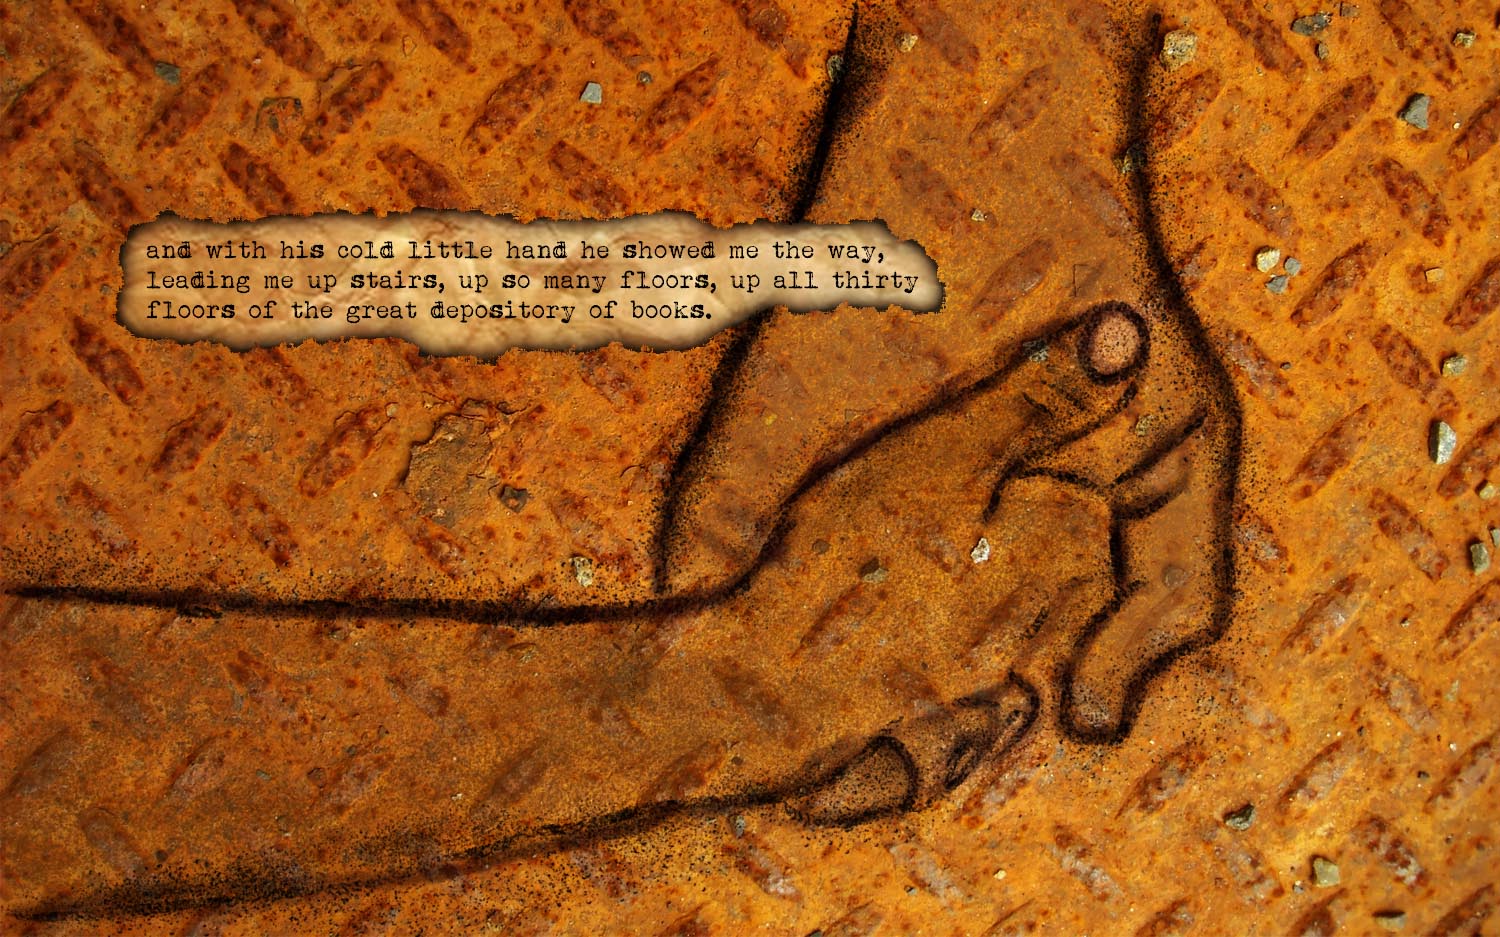 and with his cold little hand he showed me the way,
leading me up stairs, up so many floors, up all thirty
floors of the great depository of books.